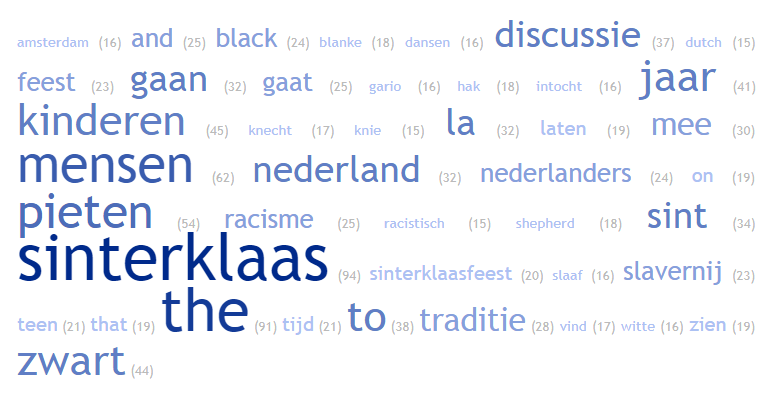 amsterdam (16) and (25) black (24) blanke (18) dansen (16) discussie (37) dutch (15)
feest (23) gaan (32) gaat (25) gario (16) hak (18) intocht (16) jaar (41)
kinderen (45) knecht (17) knie (15) la (32) laten (19) mee (30)
mensen (62) nederland (32) nederlanders (24) on (19)
pieten (54) racisme (25) racistisch (15) shepherd (18) sint (34)
sinterklaas (94) sinterklaasfeest (20) slaaf (16) slavernij (23)
teen (21) that (19) the (91) tijd (21) to (38) traditie (28) vind (17) witte (16) zien (19)
zwart (44)